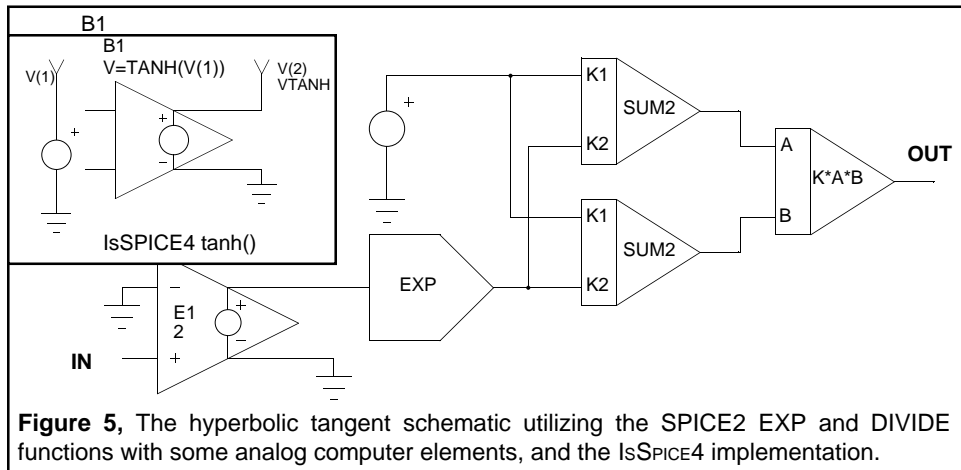 B1
B1
V=TANH(V(1))
V(1)
V(2)
VTANH
+
+
−
IsSPICE4 tanh()
+
K1
SUM2
K2
K1
SUM2
K2
A
K*A*B
B
OUT
EXP
−
E1
2
+
+
−
IN
Figure 5, The hyperbolic tangent schematic utilizing the SPICE2 EXP and DIVIDE
functions with some analog computer elements, and the IsSPICE4 implementation.